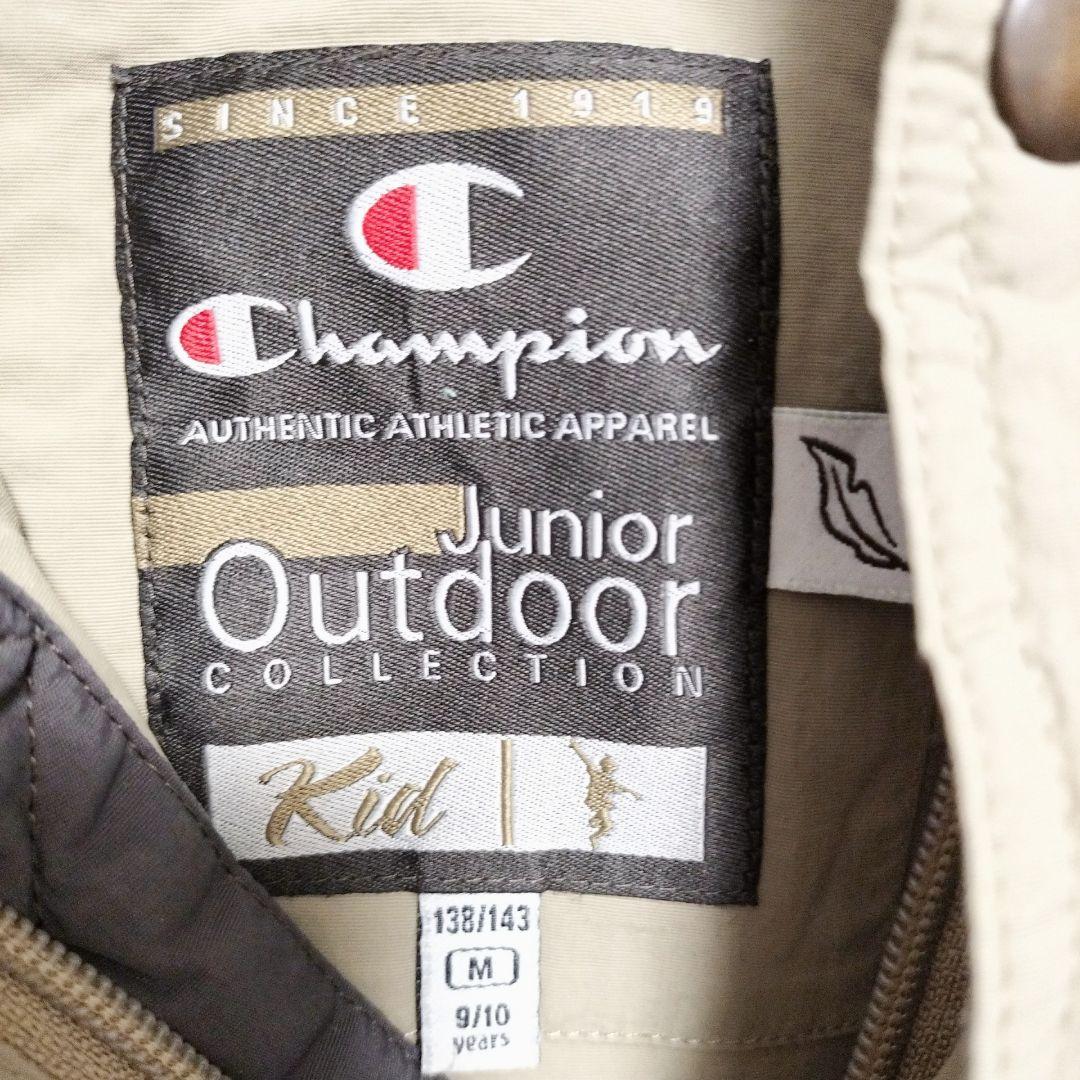 SINCE 1919
Champion
AUTHENTIC ATHLETIC APPAREL
Junior
Outdoor
COLLECTION
Kid
138/143
M
9/10
years